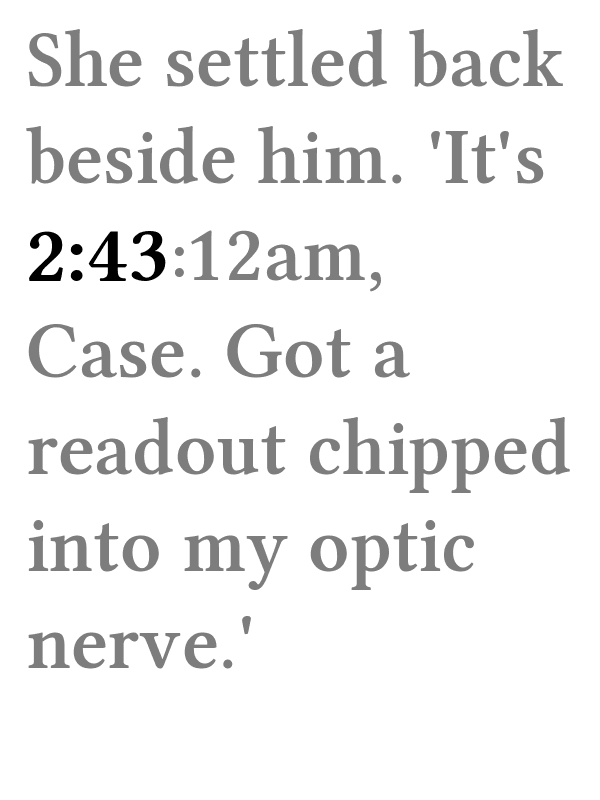 She settled back
beside him. 'It's
2:43:12am,
Case. Got a
readout chipped
into my optic
nerve.'